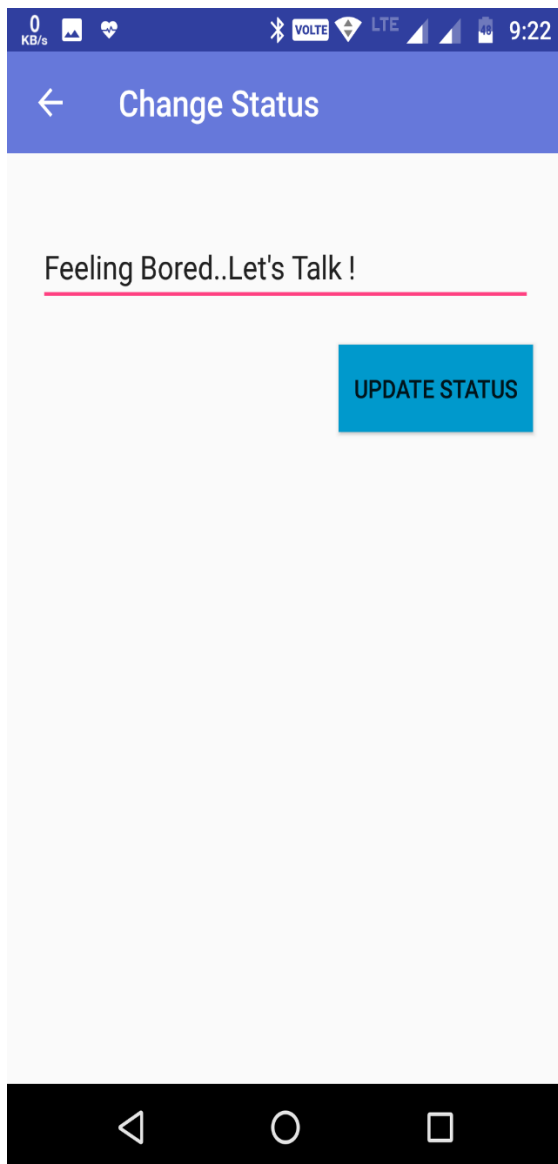 0
KB/s VOLTE LTE 9:22
Change Status
Feeling Bored..Let's Talk !
UPDATE STATUS